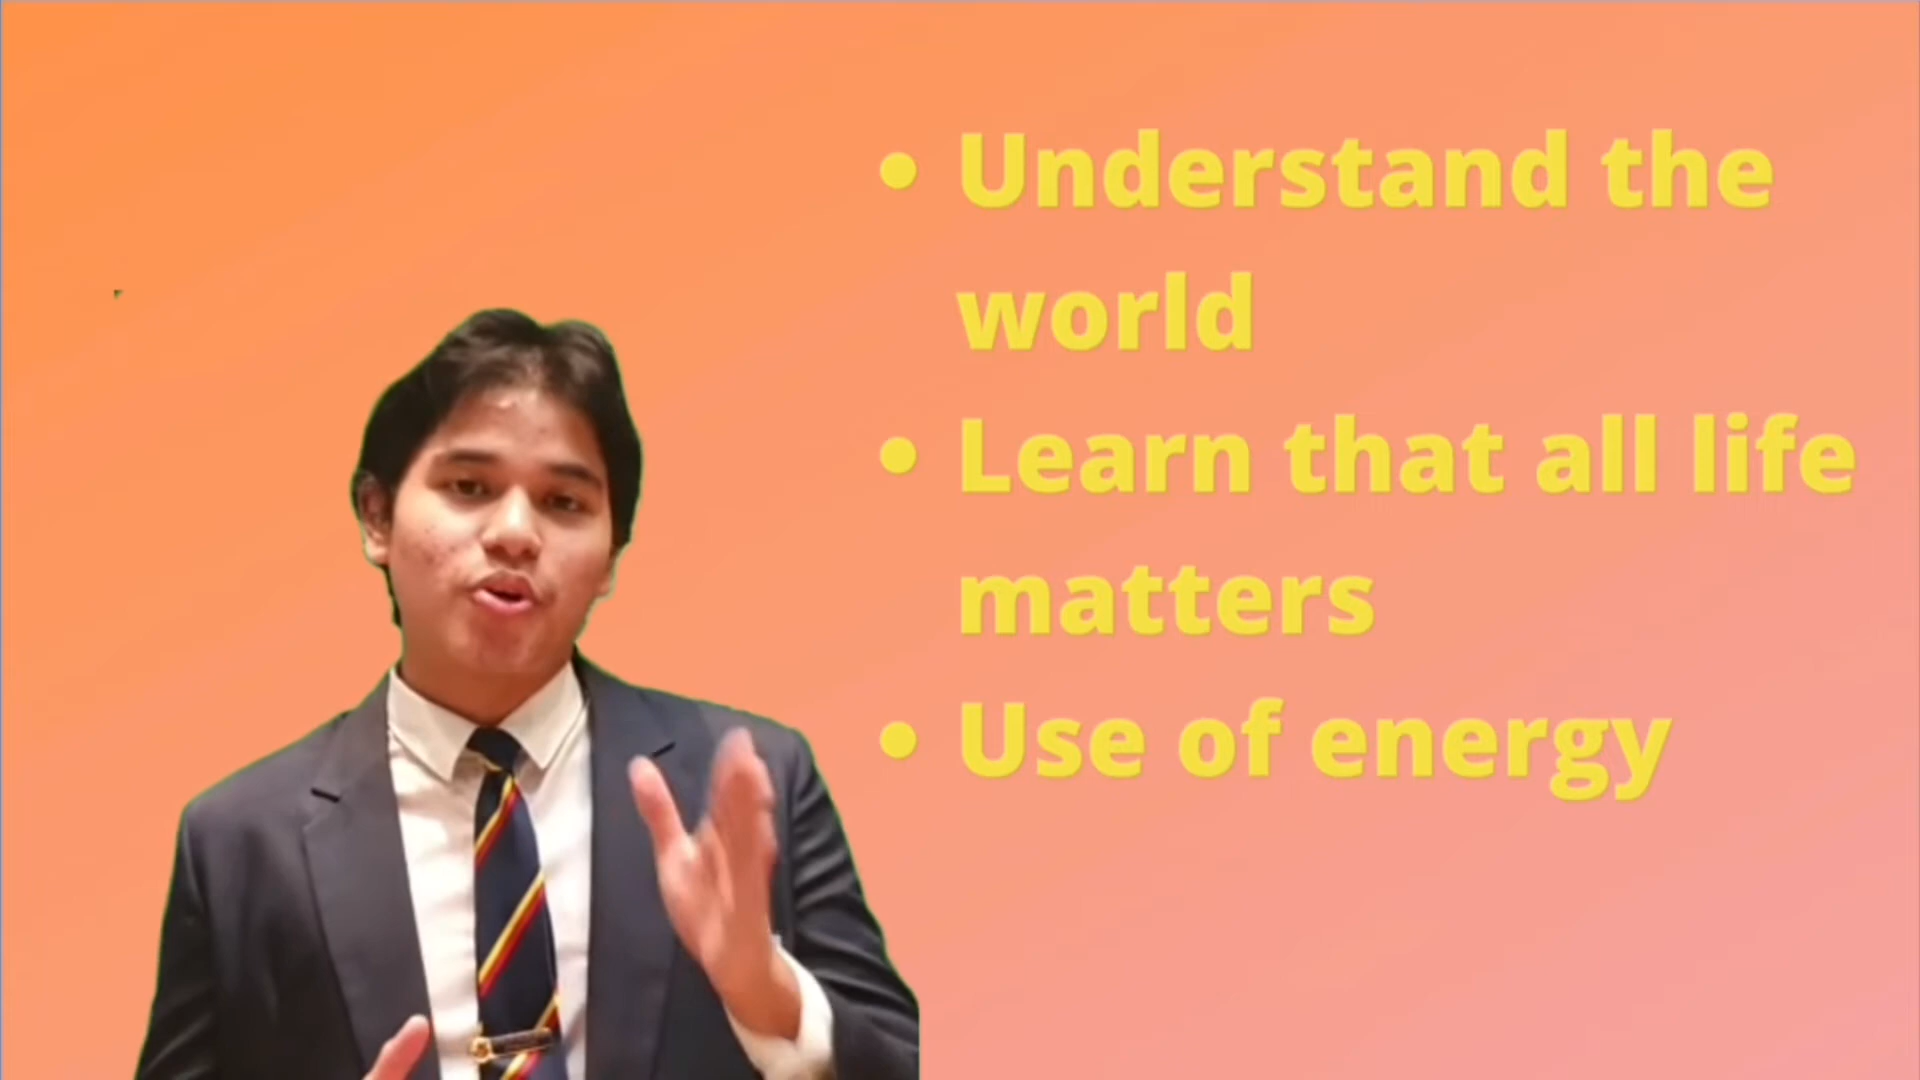 • Understand the
world
• Learn that all life
matters
• Use of energy